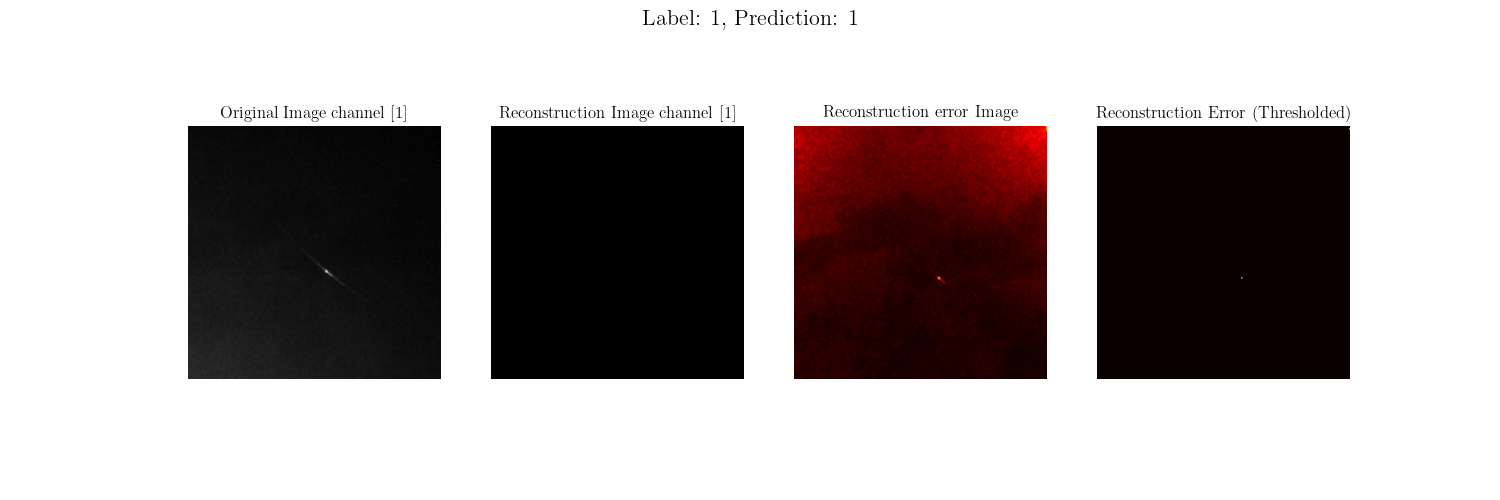 Label: 1, Prediction: 1
Original Image channel [1]
Reconstruction Image channel [1]
Reconstruction error Image
Reconstruction Error (Thresholded)